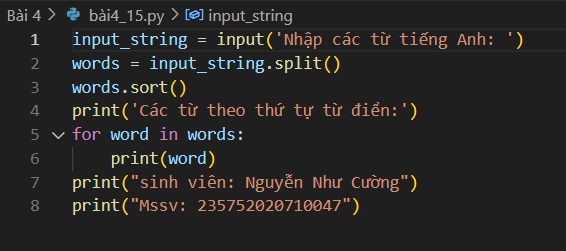 Bài 4 > bài4_15.py > input_string
1 input_string = input('Nhập các từ tiếng Anh: ')
2 words = input_string.split()
3 words.sort()
4 print('Các từ theo thứ tự từ điển:')
5 for word in words:
6 print(word)
7 print("sinh viên: Nguyễn Như Cường")
8 print("Mssv: 235752020710047")